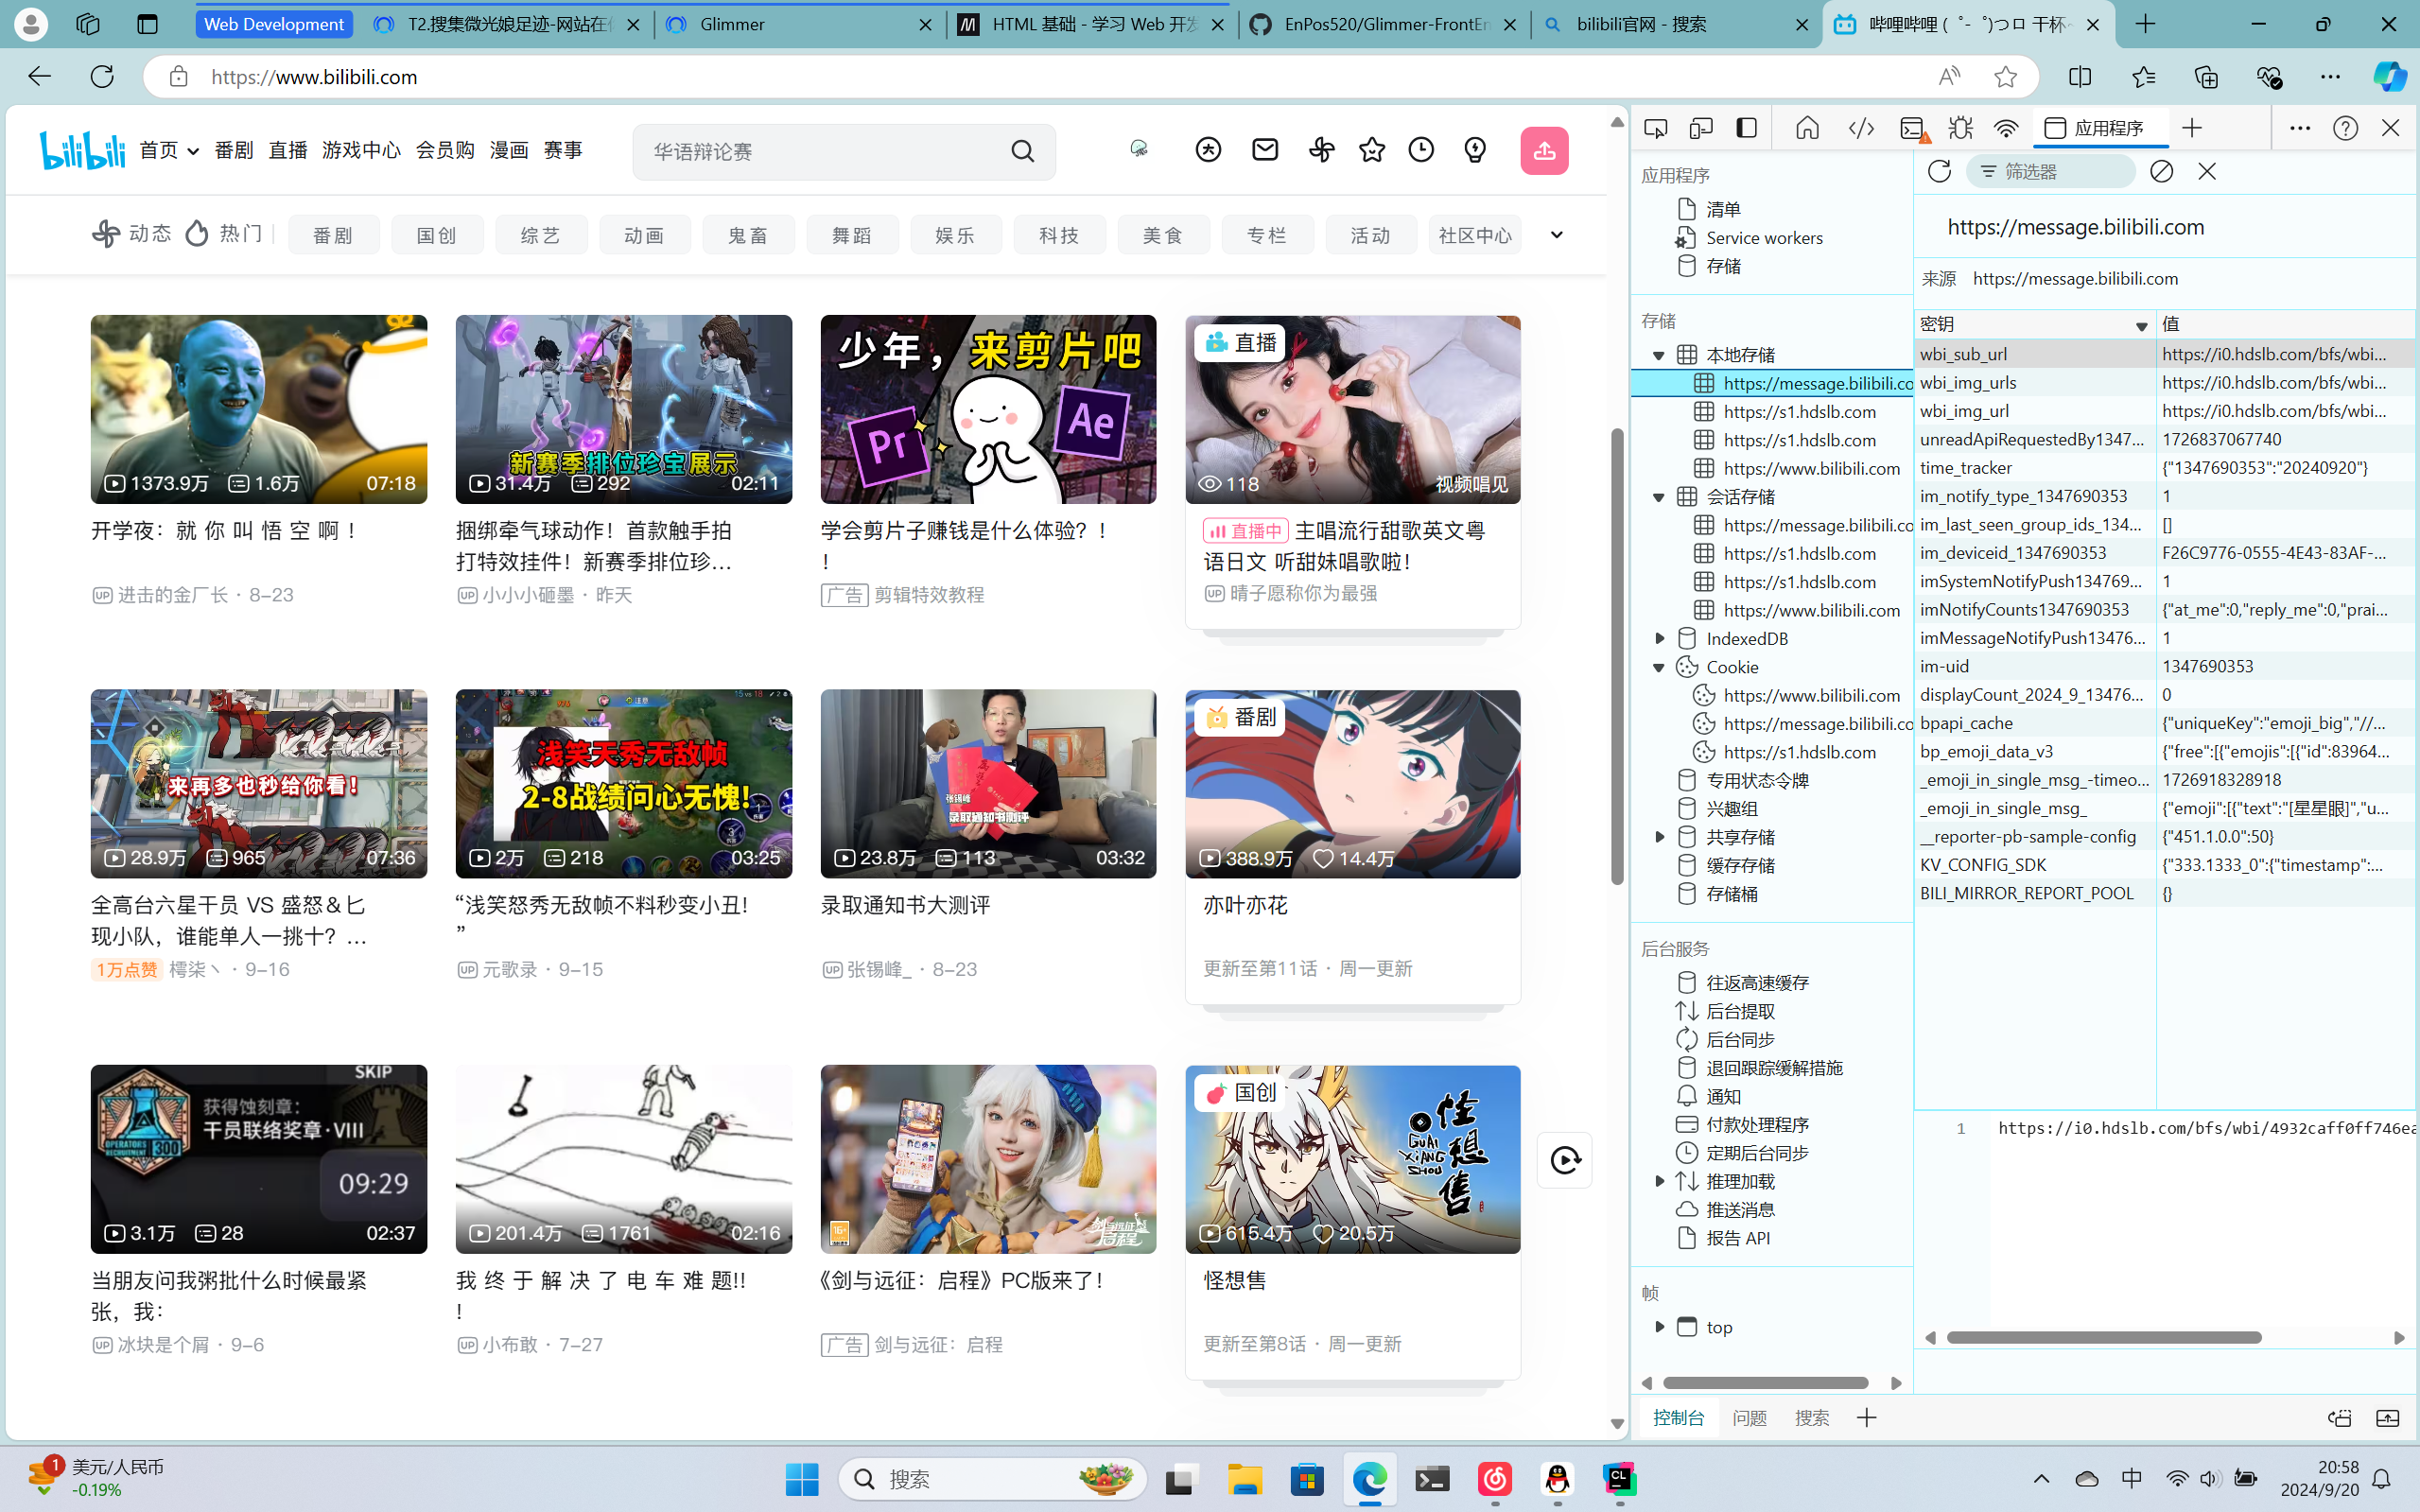 Web Development
T2.搜集微光娘足迹-网站在
Glimmer
HTML 基础 - 学习 Web 开发
EnPos520/Glimmer-FrontEn
bilibili官网 - 搜索
哔哩哔哩 (゜-゜)つロ 干杯~
https://www.bilibili.com
bilibili 首页 番剧 直播 游戏中心 会员购 漫画 赛事
华语辩论赛
动态 热门 番剧 国创 综艺 动画 鬼畜 舞蹈 娱乐 科技 美食 专栏 活动 社区中心
1373.9万 1.6万 07:18
开学夜：就 你 叫 悟 空 啊 ！
进击的金厂长 · 8-23
新赛季排位珍宝展示
31.4万 292 02:11
捆绑牵气球动作！首款触手拍
打特效挂件！新赛季排位珍…
小小小砸墨 · 昨天
少年，来剪片吧
Pr Ae
学会剪片子赚钱是什么体验？！
！
广告 剪辑特效教程
直播
118 视频唱见
直播中 主唱流行甜歌英文粤
语日文 听甜妹唱歌啦！
晴子愿称你为最强
来再多也秒给你看！
28.9万 965 07:36
全高台六星干员 VS 盛怒＆匕
现小队，谁能单人一挑十？…
1万点赞 樗柒丶 · 9-16
浅笑天秀无敌帧
2-8战绩问心无愧！
2万 218 03:25
“浅笑怒秀无敌帧不料秒变小丑!
”
元歌录 · 9-15
张锡峰
录取通知书测评
23.8万 113 03:32
录取通知书大测评
张锡峰_ · 8-23
番剧
388.9万 14.4万
亦叶亦花
更新至第11话 · 周一更新
SKIP
获得蚀刻章：
干员联络奖章·VIII
OPERATORS
300
RECRUITMENT
09:29
3.1万 28 02:37
当朋友问我粥批什么时候最紧
张，我：
冰块是个屑 · 9-6
201.4万 1761 02:16
我 终 于 解 决 了 电 车 难 题!!
!
小布敢 · 7-27
16+
剑与远征
启程
《剑与远征：启程》PC版来了！
广告 剑与远征：启程
国创
怪想售
GUAI
XIANG
SHOU
615.4万 20.5万
怪想售
更新至第8话 · 周一更新
应用程序
应用程序
清单
Service workers
存储
存储
本地存储
https://message.bilibili.co
https://s1.hdslb.com
https://s1.hdslb.com
https://www.bilibili.com
会话存储
https://message.bilibili.co
https://s1.hdslb.com
https://s1.hdslb.com
https://www.bilibili.com
IndexedDB
Cookie
https://www.bilibili.com
https://message.bilibili.co
https://s1.hdslb.com
专用状态令牌
兴趣组
共享存储
缓存存储
存储桶
后台服务
往返高速缓存
后台提取
后台同步
退回跟踪缓解措施
通知
付款处理程序
定期后台同步
推理加载
推送消息
报告 API
帧
top
筛选器
https://message.bilibili.com
来源 https://message.bilibili.com
密钥 值
wbi_sub_url https://i0.hdslb.com/bfs/wbi...
wbi_img_urls https://i0.hdslb.com/bfs/wbi...
wbi_img_url https://i0.hdslb.com/bfs/wbi...
unreadApiRequestedBy1347... 1726837067740
time_tracker {"1347690353":"20240920"}
im_notify_type_1347690353 1
im_last_seen_group_ids_134... []
im_deviceid_1347690353 F26C9776-0555-4E43-83AF-...
imSystemNotifyPush134769... 1
imNotifyCounts1347690353 {"at_me":0,"reply_me":0,"prai...
imMessageNotifyPush13476... 1
im-uid 1347690353
displayCount_2024_9_13476... 0
bpapi_cache {"uniqueKey":"emoji_big","//...
bp_emoji_data_v3 {"free":[{"emojis":[{"id":83964...
_emoji_in_single_msg_-timeo... 1726918328918
_emoji_in_single_msg_ {"emoji":[{"text":"[星星眼]","u...
__reporter-pb-sample-config {"451.1.0.0":50}
KV_CONFIG_SDK {"333.1333_0":{"timestamp":...
BILI_MIRROR_REPORT_POOL {}
1 https://i0.hdslb.com/bfs/wbi/4932caff0ff746ea
控制台 问题 搜索
1
美元/人民币
-0.19%
搜索
CL
中
20:58
2024/9/20